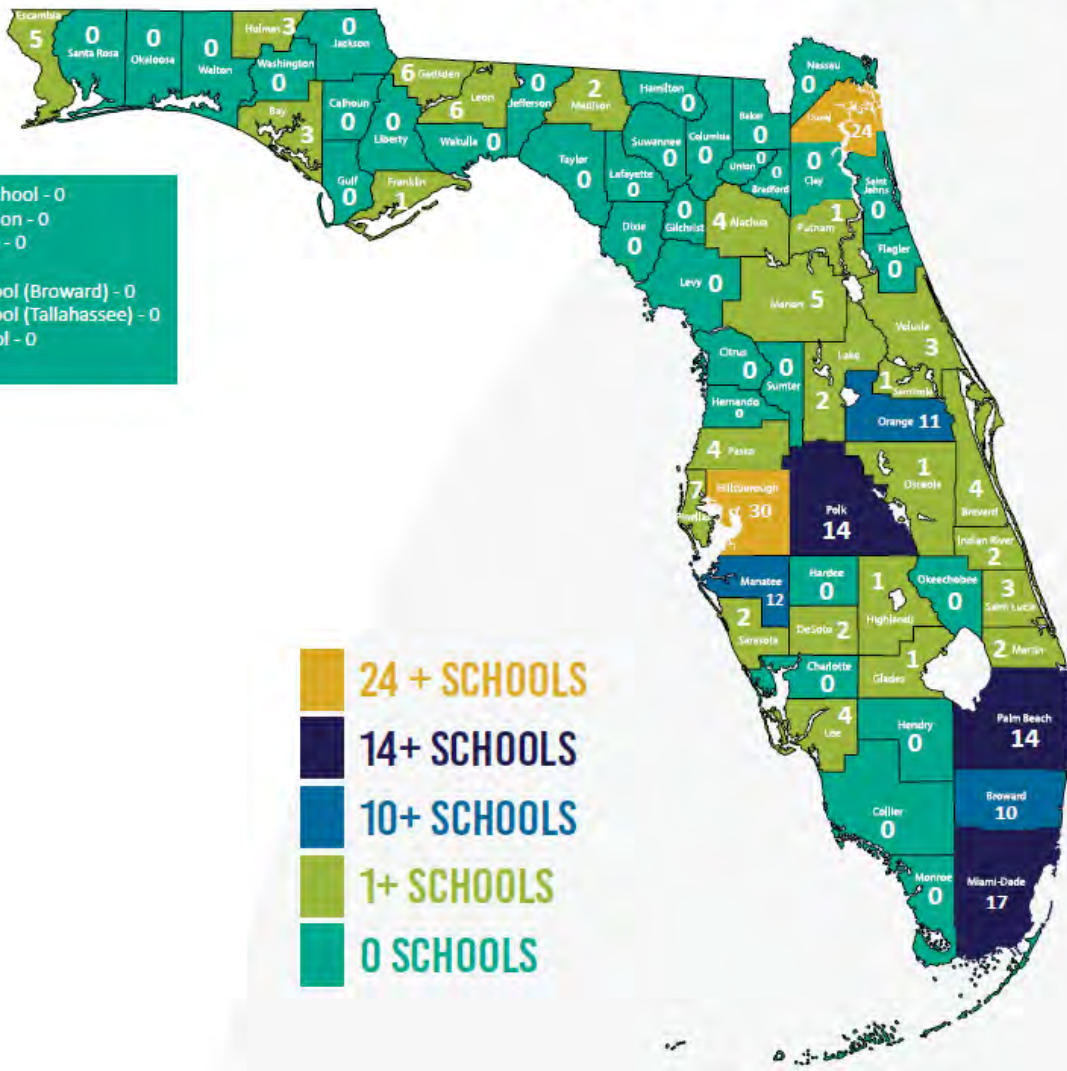 Escambia
5
0
Santa Rosa
0
Okaloosa
0
Walton
Holmes 3
0
Jackson
Washington
0
Bay
3
Calhoun
0
0
Liberty
Gulf
0
Franklin
1
6 Gadsden
Leon
6
Wakulla 0
0
Jefferson
2
Madison
Taylor
0
Hamilton
0
Suwannee
0
Lafayette
0
Columbia
0
Baker
0
Union 0
0
Bradford
Nassau
0
Duval
24
0
Clay
Saint
Johns
0
Dixie
0
0
Gilchrist
4 Alachua
1
Putnam
Flagler
0
Levy 0
Marion 5
Volusia
3
chool - 0
on - 0
- 0
ool (Broward) - 0
ool (Tallahassee) - 0
ol - 0
Citrus
0
0
Sumter
Lake
2
1
Seminole
Hernando
0
Orange 11
4 Pasco
7
Pinellas
Hillsborough
30
Polk
14
1
Osceola
4
Brevard
Indian River
2
Manatee
12
Hardee
0
1
Highlands
Okeechobee
0
3
Saint Lucie
2
Sarasota
DeSoto 2
2 Martin
Charlotte
0
1
Glades
4
Lee
Hendry
0
Palm Beach
14
Collier
0
Broward
10
Monroe
0
Miami-Dade
17
24 + SCHOOLS
14+ SCHOOLS
10+ SCHOOLS
1+ SCHOOLS
0 SCHOOLS